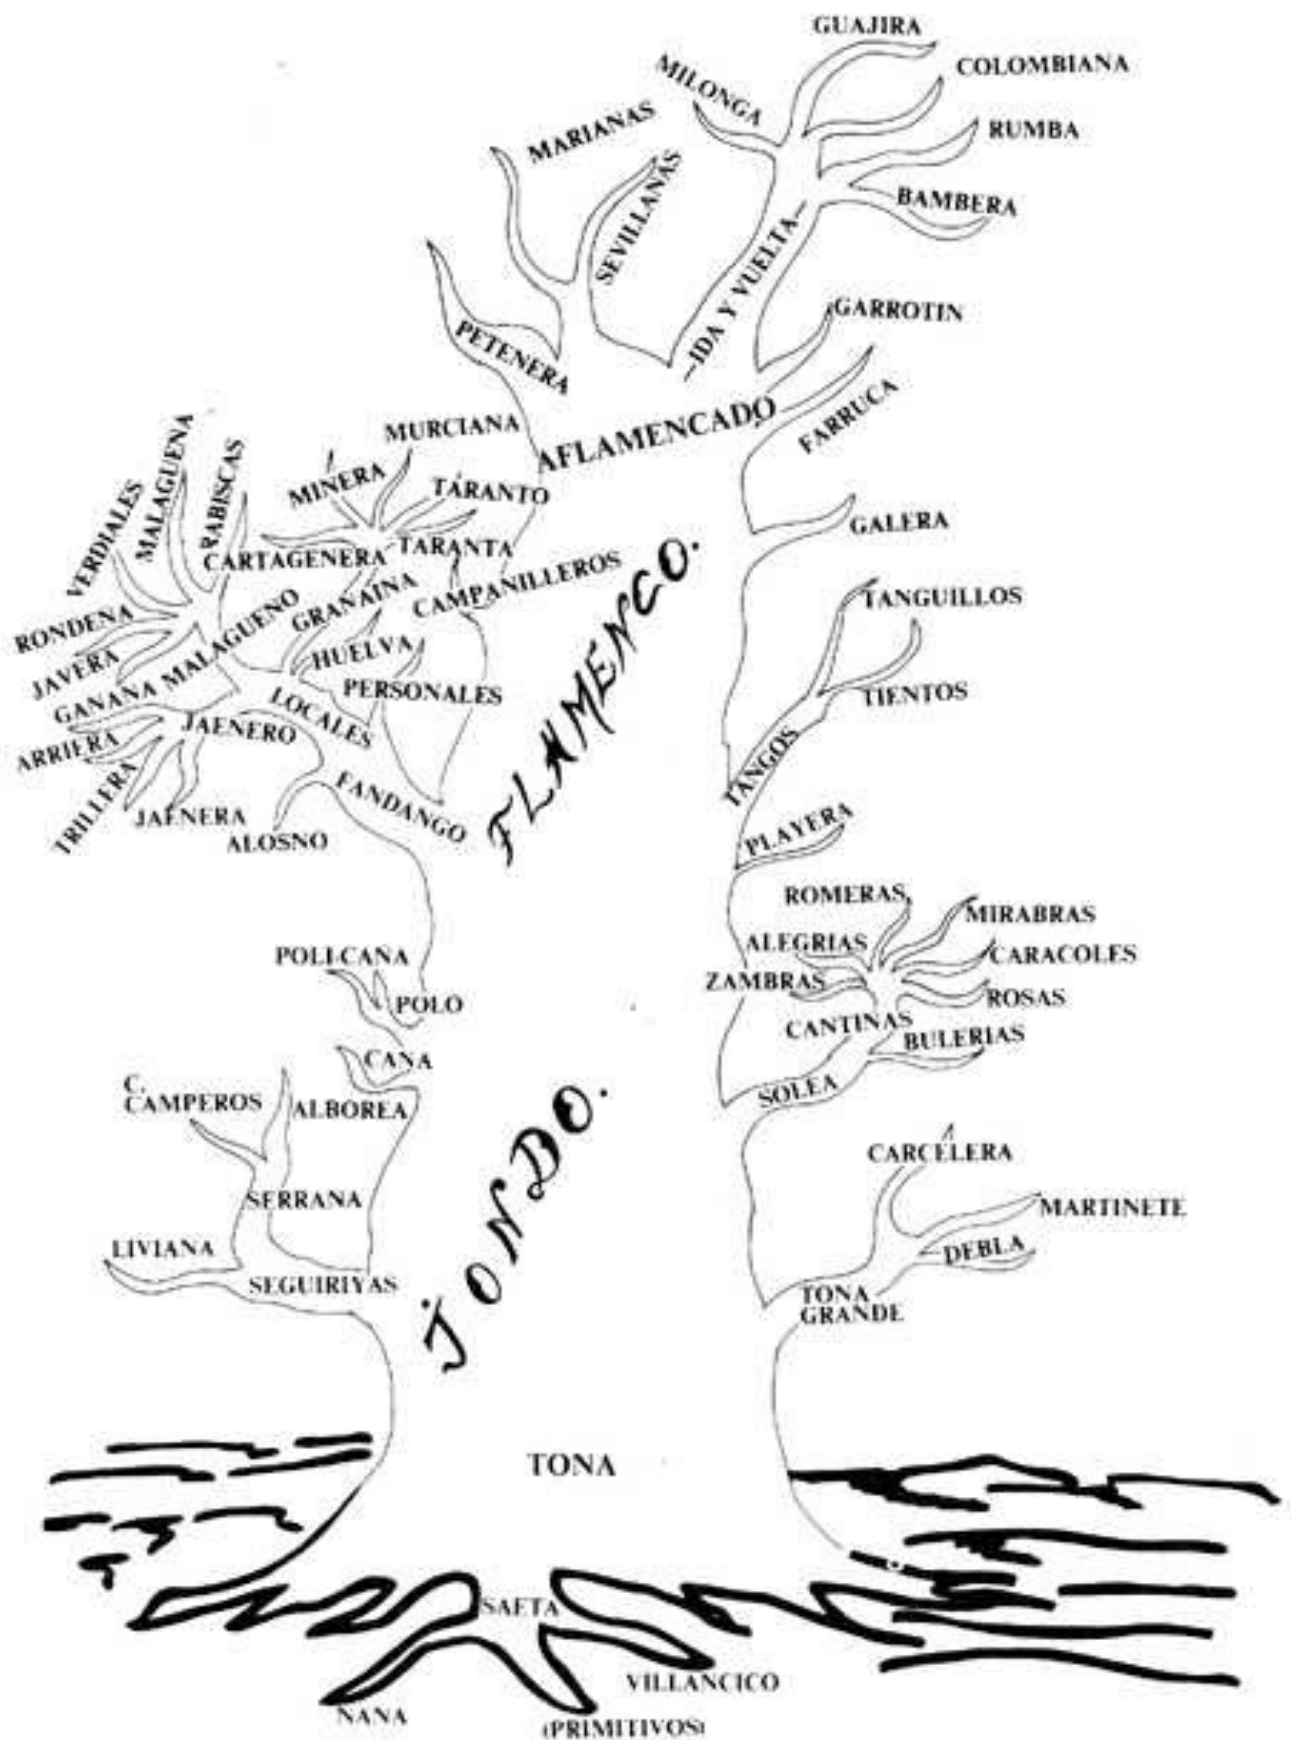 GUAJIRA
COLOMBIANA
MILONGA
MARIANAS
RUMBA
BAMBERA
SEVILLANAS
IDA Y VUELTA
GARROTIN
PETENERA
FARRUCA
AFLAMENCADO
MURCIANA
MINERA
TARANTO
MALAGUENA
RABISCAS
VERDIALES
CARTAGENERA
TARANTA
GALERA
CAMPANILLEROS
GRANAINA
MALAGUENO
RONDENA
HUELVA
JAVERA
PERSONALES
GANANA
LOCALES
JAENERO
ARRIERA
TRILLERA
JAENERA
ALOSNO
FANDANGO
FLAMENCO.
TANGUILLOS
TIENTOS
TANGOS
PLAYERA
ROMERAS
MIRABRAS
ALEGRIAS
CARACOLES
ZAMBRAS
ROSAS
CANTINAS
BULERIAS
SOLEA
POLI-CANA
POLO
CANA
C.
CAMPEROS
ALBOREA
SERRANA
LIVIANA
SEGUIRIYAS
JONDO.
CARCELERA
MARTINETE
DEBLA
TONA
GRANDE
TONA
SAETA
VILLANCICO
NANA
(PRIMITIVOS)